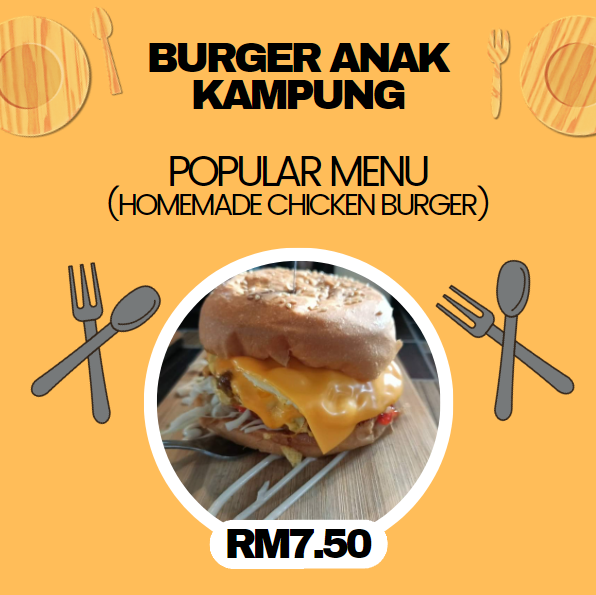 BURGER ANAK
KAMPUNG
POPULAR MENU
(HOMEMADE CHICKEN BURGER)
RM7.50